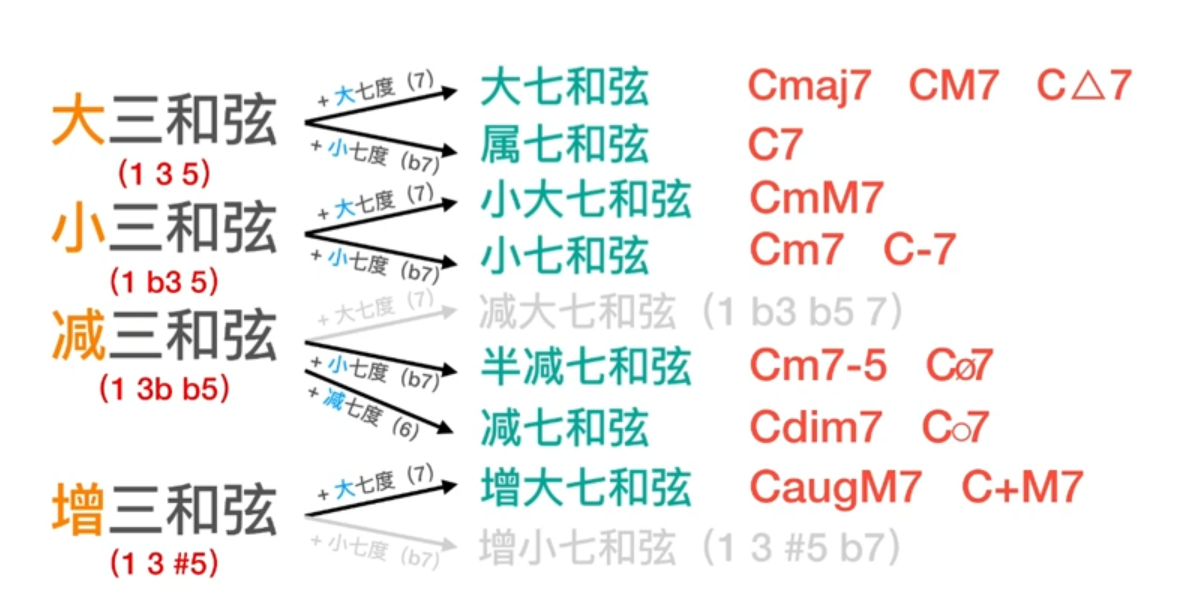 大三和弦
(1 3 5)
+ 大七度（7） 大七和弦 Cmaj7 CM7 C△7
+ 小七度（b7） 属七和弦 C7
小三和弦
(1 b3 5)
+ 大七度（7） 小大七和弦 CmM7
+ 小七度（b7） 小七和弦 Cm7 C-7
减三和弦
(1 3b b5)
+ 大七度（7） 减大七和弦（1 b3 b5 7）
+ 小七度（b7） 半减七和弦 Cm7-5 Cø7
+ 减七度（6） 减七和弦 Cdim7 C○7
增三和弦
(1 3 #5)
+ 大七度（7） 增大七和弦 CaugM7 C+M7
+ 小七度（b7） 增小七和弦（1 3 #5 b7）